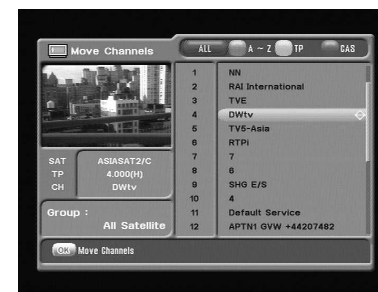 Move Channels
ALL A ~ Z TP CAS
1 NN
2 RAI International
3 TVE
4 DWtv
5 TV5-Asia
6 RTPi
7 7
8 6
9 SHG E/S
10 4
11 Default Service
12 APTN1 GVW +44207482
SAT ASIASAT2/C
TP 4.000(H)
CH DWtv
Group :
All Satellite
OK Move Channels